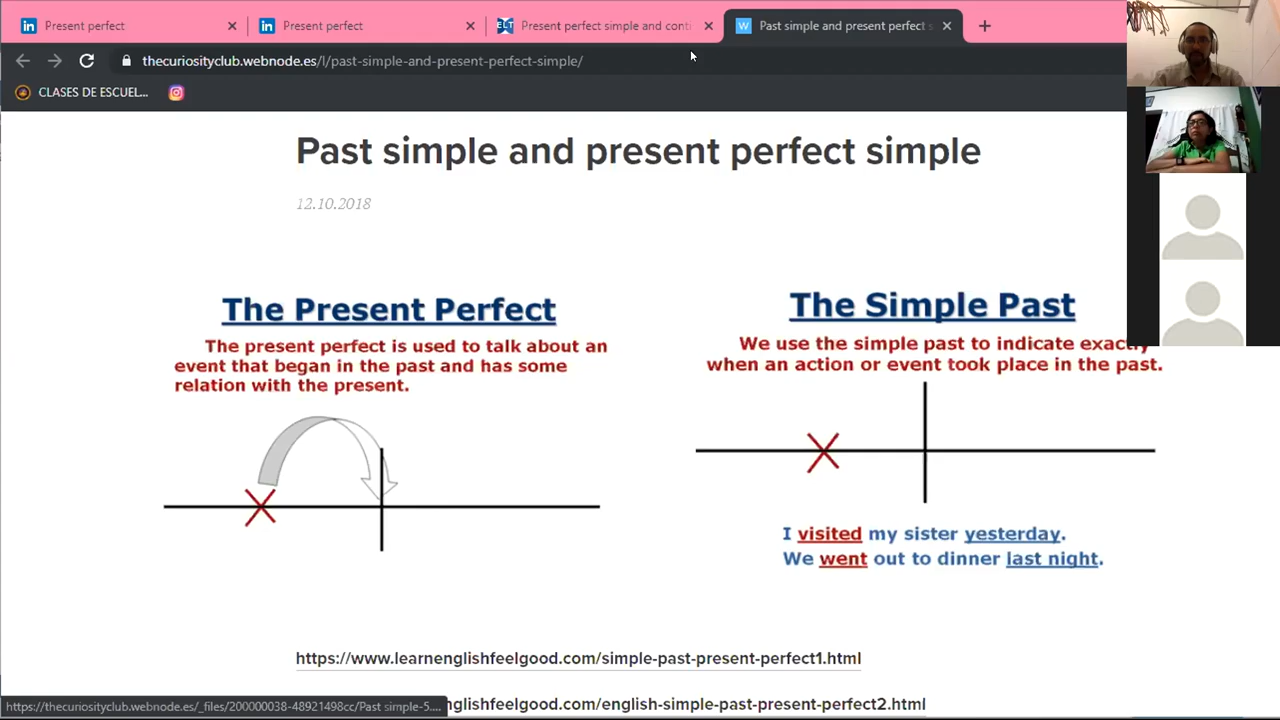 Present perfect
Present perfect
ELT
Present perfect simple and conti
W
Past simple and present perfect s
thecuriosityclub.webnode.es/l/past-simple-and-present-perfect-simple/
CLASES DE ESCUEL...
Past simple and present perfect simple
12.10.2018
The Present Perfect
The present perfect is used to talk about an
event that began in the past and has some
relation with the present.
The Simple Past
We use the simple past to indicate exactly
when an action or event took place in the past.
I visited my sister yesterday.
We went out to dinner last night.
https://www.learnenglishfeelgood.com/simple-past-present-perfect1.html
nglishfeelgood.com/english-simple-past-present-perfect2.html
https://thecuriosityclub.webnode.es/_files/200000038-48921498cc/Past simple-5....